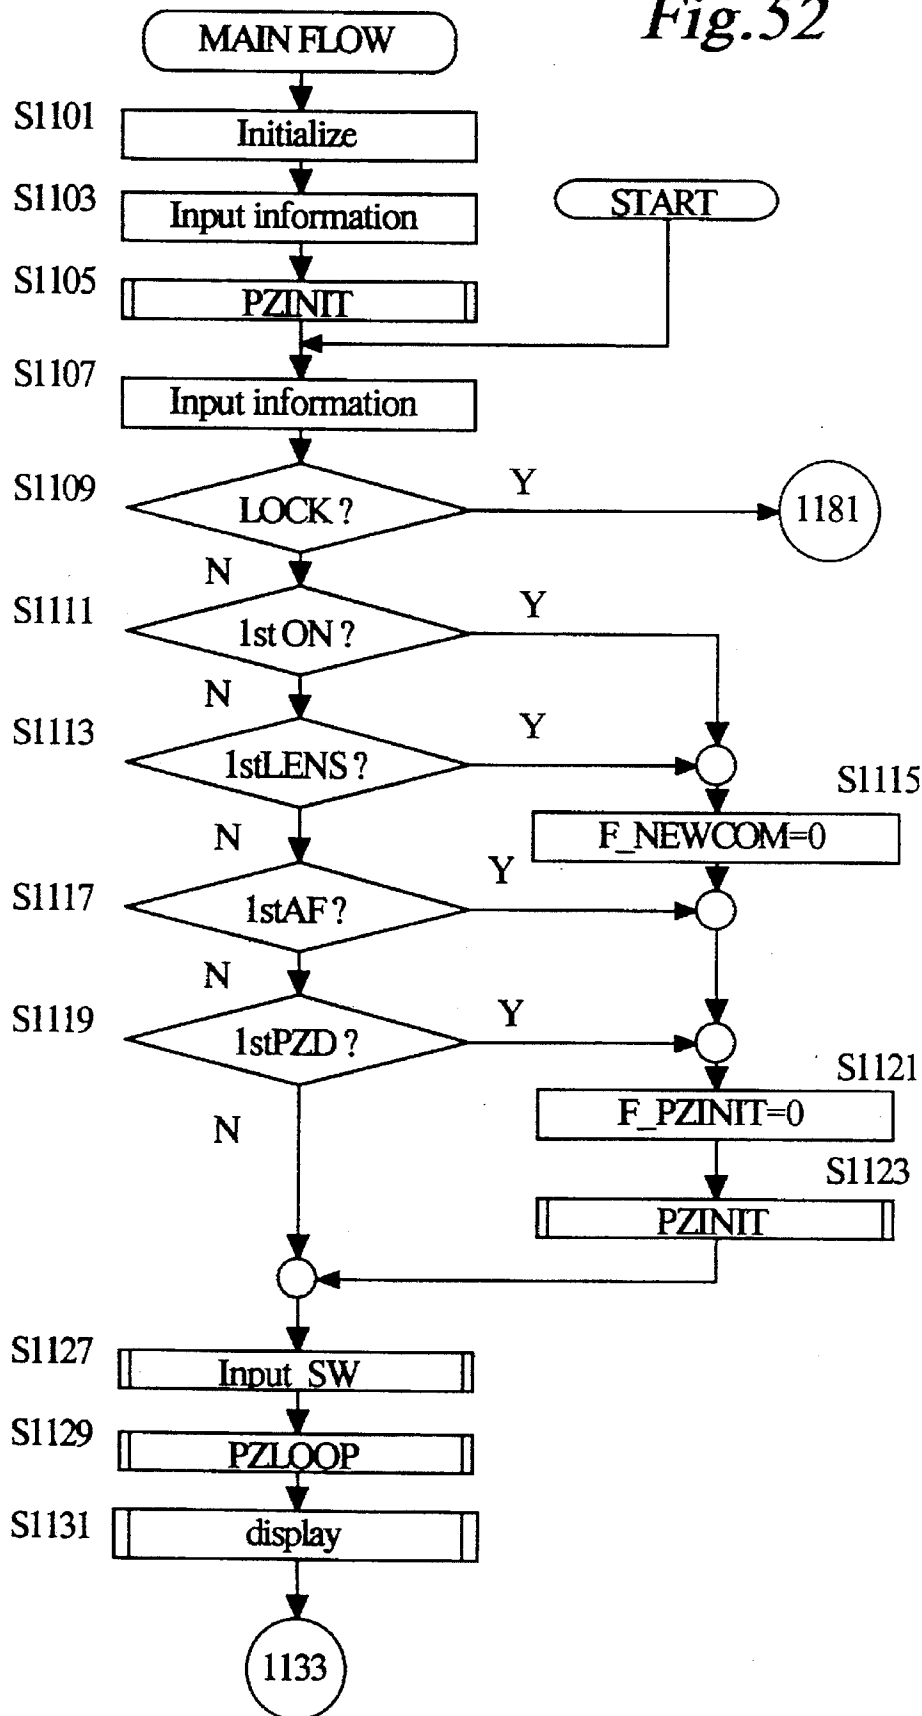 Fig.52
MAIN FLOW
S1101
Initialize
S1103
Input information
START
S1105
PZINIT
S1107
Input information
S1109
LOCK ?
Y
1181
N
S1111
1st ON ?
Y
N
S1113
1stLENS ?
Y
S1115
F_NEWCOM=0
N
S1117
1stAF ?
Y
N
S1119
1stPZD ?
Y
S1121
F_PZINIT=0
N
S1123
PZINIT
S1127
Input_SW
S1129
PZLOOP
S1131
display
1133